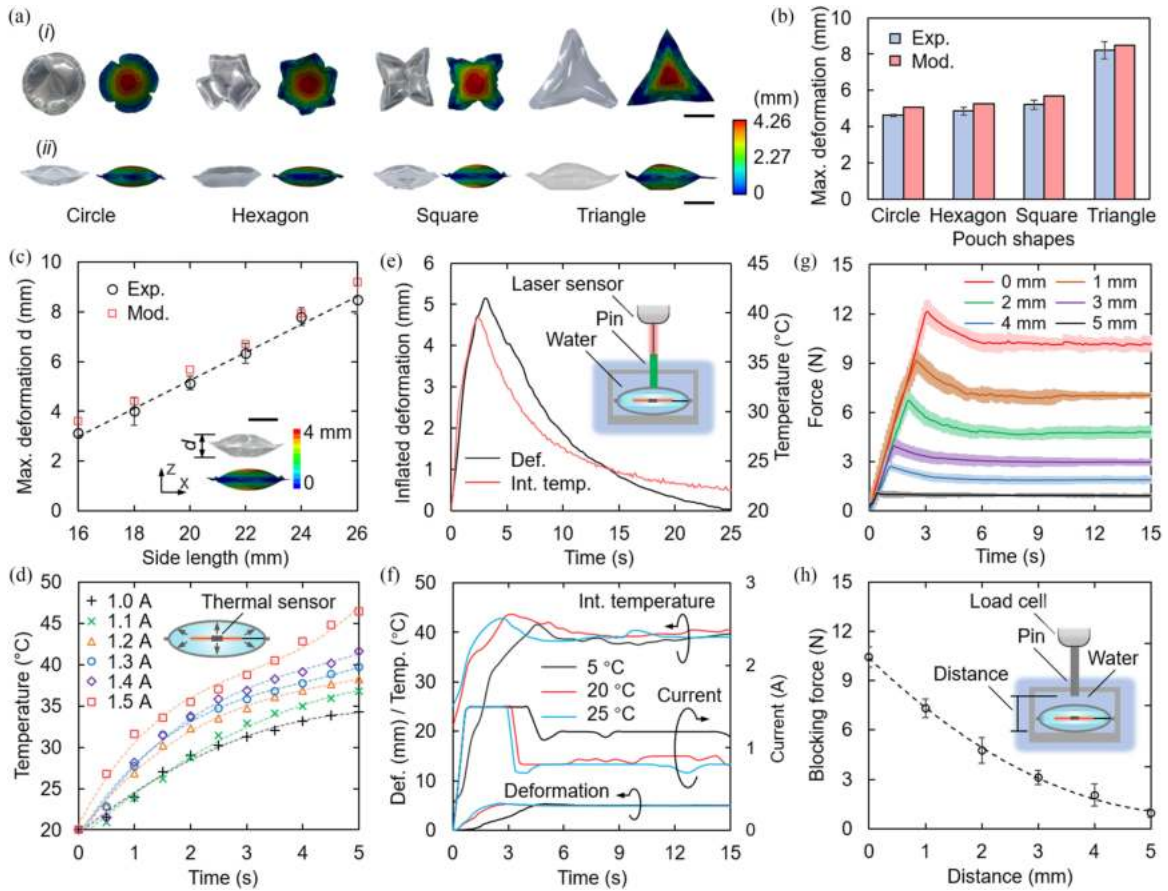 (a)
(i)
(mm)
4.26
2.27
0
(ii)
Circle Hexagon Square Triangle
(b)
Max. deformation (mm)
10
8
6
4
2
0
Exp.
Mod.
Circle Hexagon Square Triangle
Pouch shapes
(c)
Max. deformation d (mm)
10
8
6
4
2
0
Exp.
Mod.
d
z
x
4 mm
0
16 18 20 22 24 26
Side length (mm)
(e)
Inflated deformation (mm)
6
5
4
3
2
1
0
Laser sensor
Pin
Water
Def.
Int. temp.
45
40
35
30
25
20
Temperature (°C)
0 5 10 15 20 25
Time (s)
(g)
Force (N)
15
12
9
6
3
0
0 mm 1 mm
2 mm 3 mm
4 mm 5 mm
0 3 6 9 12 15
Time (s)
(d)
Temperature (°C)
50
45
40
35
30
25
20
1.0 A
1.1 A
1.2 A
1.3 A
1.4 A
1.5 A
Thermal sensor
0 1 2 3 4 5
Time (s)
(f)
Def. (mm) / Temp. (°C)
50
40
30
20
10
0
Int. temperature
5 °C
20 °C
25 °C
Current
Deformation
3
2
1
0
Current (A)
0 3 6 9 12 15
Time (s)
(h)
Blocking force (N)
15
12
9
6
3
0
Load cell
Pin
Water
Distance
0 1 2 3 4 5
Distance (mm)